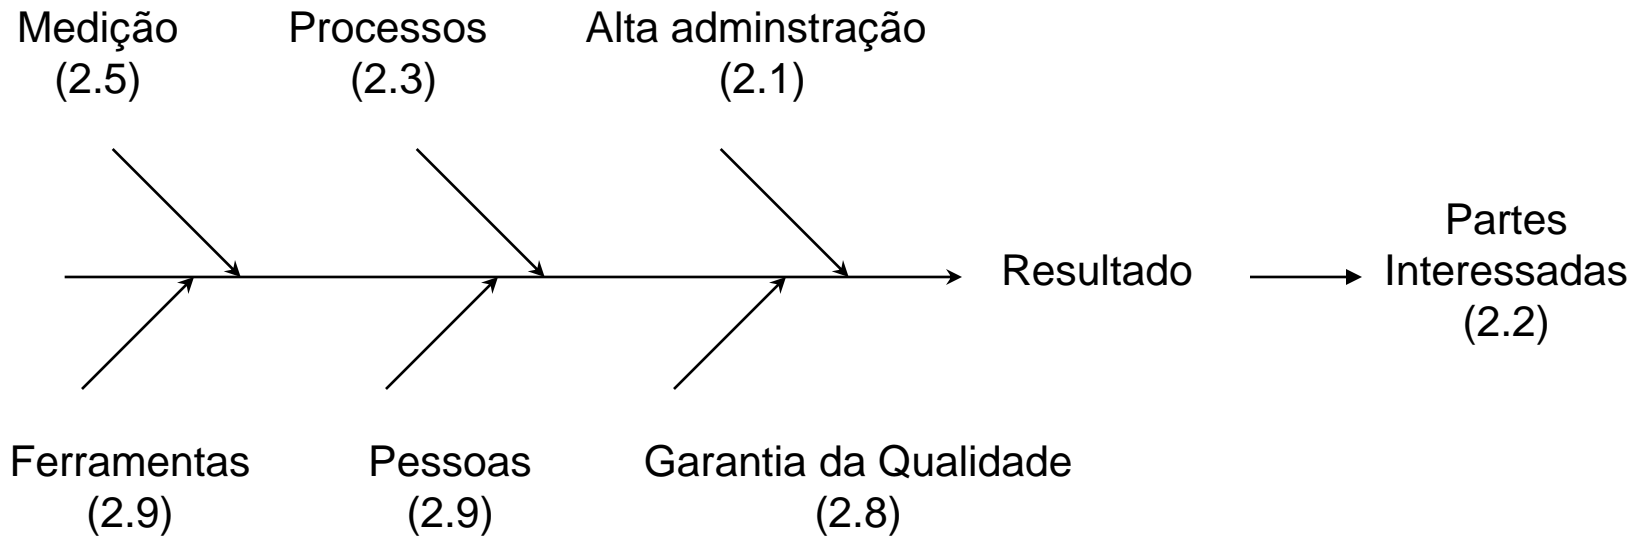 Medição
(2.5)
Processos
(2.3)
Alta adminstração
(2.1)
Resultado
Partes
Interessadas
(2.2)
Ferramentas
(2.9)
Pessoas
(2.9)
Garantia da Qualidade
(2.8)